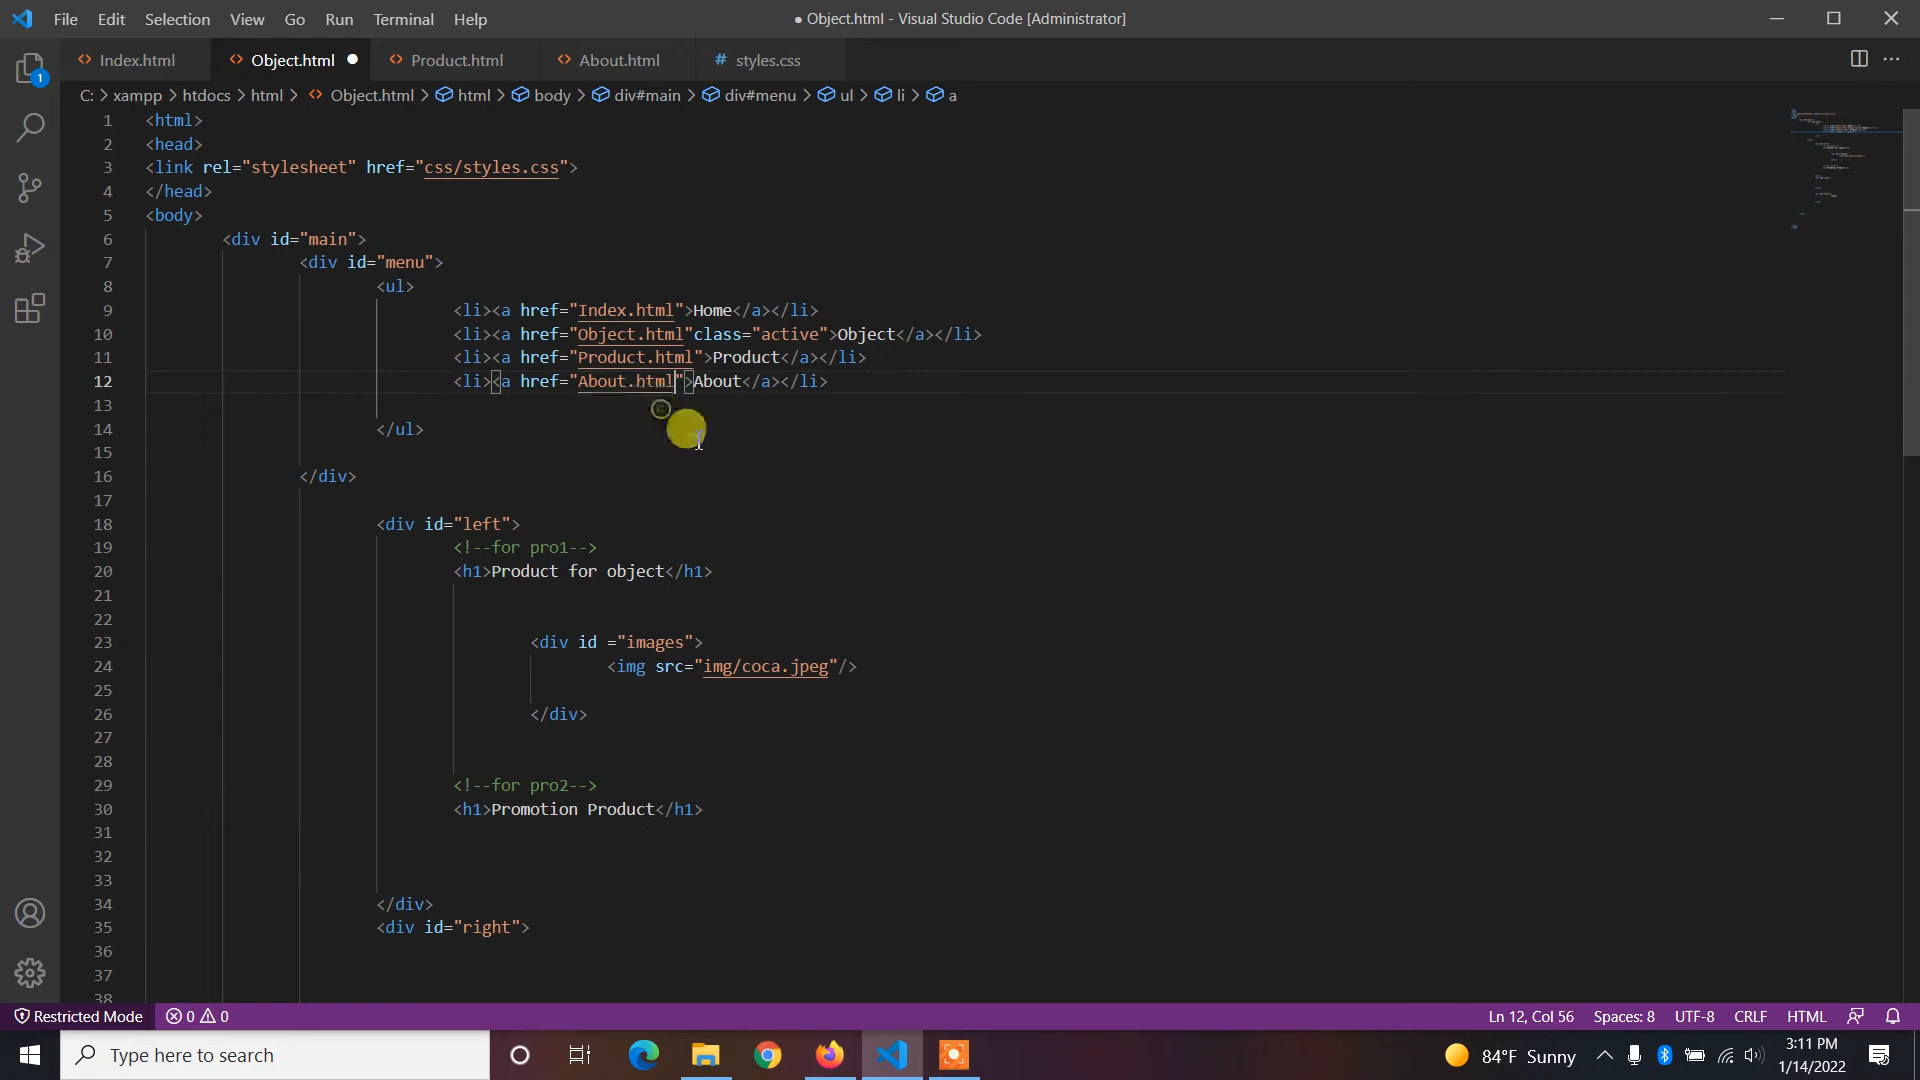 File Edit Selection View Go Run Terminal Help
● Object.html - Visual Studio Code [Administrator]
Index.html Object.html ● Product.html About.html # styles.css ···
C: > xampp > htdocs > html > Object.html > html > body > div#main > div#menu > ul > li > a
1 <html>
2 <head>
3 <link rel="stylesheet" href="css/styles.css">
4 </head>
5 <body>
6 <div id="main">
7 <div id="menu">
8 <ul>
9 <li><a href="Index.html">Home</a></li>
10 <li><a href="Object.html"class="active">Object</a></li>
11 <li><a href="Product.html">Product</a></li>
12 <li><a href="About.html">About</a></li>
13
14 </ul>
15
16 </div>
17
18 <div id="left">
19 <!--for pro1-->
20 <h1>Product for object</h1>
21
22
23 <div id ="images">
24 <img src="img/coca.jpeg"/>
25
26 </div>
27
28
29 <!--for pro2-->
30 <h1>Promotion Product</h1>
31
32
33
34 </div>
35 <div id="right">
36
37
38
1
Restricted Mode 0 0 Ln 12, Col 56 Spaces: 8 UTF-8 CRLF HTML
Type here to search 84°F Sunny 3:11 PM
1/14/2022